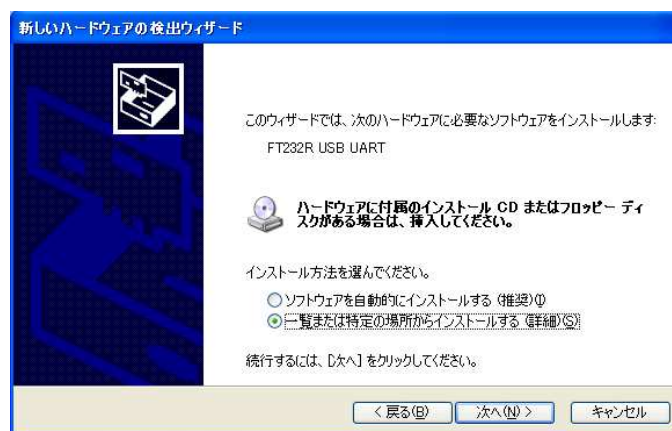 新しいハードウェアの検出ウィザード
このウィザードでは、次のハードウェアに必要なソフトウェアをインストールします:
FT232R USB UART
ハードウェアに付属のインストール CD またはフロッピー ディ
スクがある場合は、挿入してください。
インストール方法を選んでください。
ソフトウェアを自動的にインストールする (推奨)(I)
一覧または特定の場所からインストールする (詳細)(S)
続行するには、[次へ] をクリックしてください。
< 戻る(B)
次へ(N) >
キャンセル